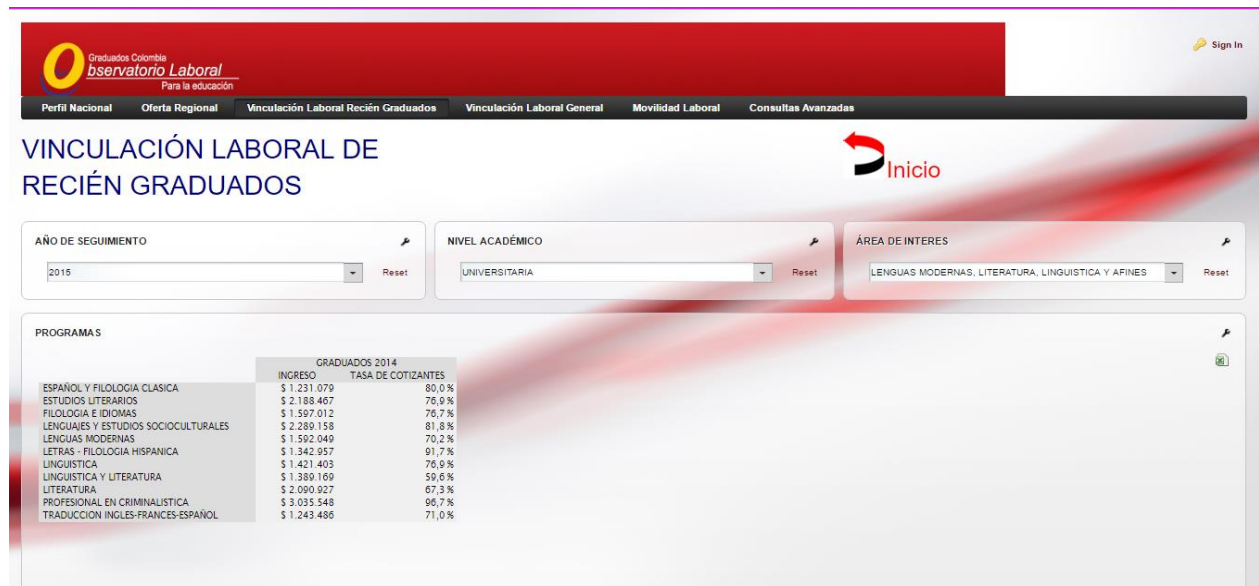 Graduados Colombia
Observatorio Laboral
Para la educación
Sign In
Perfil Nacional Oferta Regional Vinculación Laboral Recién Graduados Vinculación Laboral General Movilidad Laboral Consultas Avanzadas
VINCULACIÓN LABORAL DE
RECIÉN GRADUADOS
Inicio
AÑO DE SEGUIMIENTO
2015 Reset
NIVEL ACADÉMICO
UNIVERSITARIA Reset
ÁREA DE INTERES
LENGUAS MODERNAS, LITERATURA, LINGUISTICA Y AFINES Reset
PROGRAMAS
GRADUADOS 2014
INGRESO TASA DE COTIZANTES
ESPAÑOL Y FILOLOGIA CLASICA $ 1.231.079 80,0 %
ESTUDIOS LITERARIOS $ 2.188.467 76,9 %
FILOLOGIA E IDIOMAS $ 1.597.012 76,7 %
LENGUAJES Y ESTUDIOS SOCIOCULTURALES $ 2.289.158 81,8 %
LENGUAS MODERNAS $ 1.592.049 70,2 %
LETRAS - FILOLOGIA HISPANICA $ 1.342.957 91,7 %
LINGUISTICA $ 1.421.403 76,9 %
LINGUISTICA Y LITERATURA $ 1.389.169 59,6 %
LITERATURA $ 2.090.927 67,3 %
PROFESIONAL EN CRIMINALISTICA $ 3.035.548 96,7 %
TRADUCCION INGLES-FRANCES-ESPAÑOL $ 1.243.486 71,0 %